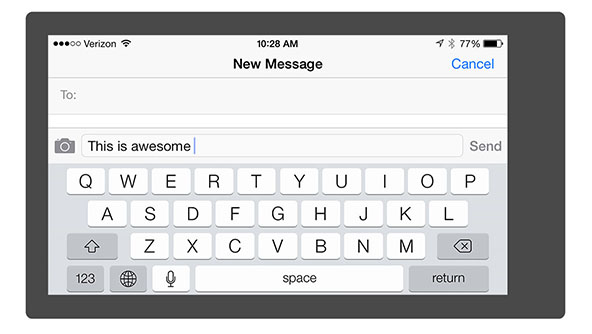 Verizon 10:28 AM 77%
New Message Cancel
To:
This is awesome Send
Q W E R T Y U I O P
A S D F G H J K L
Z X C V B N M
123 space return